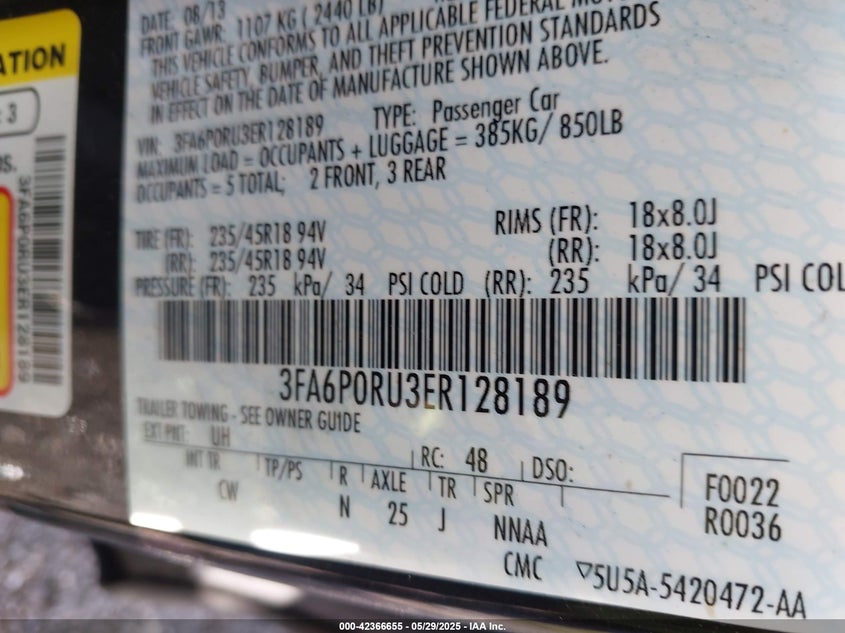 DATE: 08/13
FRONT GAWR: 1107 KG ( 2440 LB)
THIS VEHICLE CONFORMS TO ALL APPLICABLE FEDERAL
VEHICLE SAFETY, BUMPER, AND THEFT PREVENTION STANDARDS
IN EFFECT ON THE DATE OF MANUFACTURE SHOWN ABOVE.
VIN: 3FA6P0RU3ER128189 TYPE: Passenger Car
MAXIMUM LOAD = OCCUPANTS + LUGGAGE = 385KG/ 850LB
OCCUPANTS = 5 TOTAL; 2 FRONT, 3 REAR
TIRE (FR): 235/45R18 94V RIMS (FR): 18x8.0J
(RR): 235/45R18 94V (RR): 18x8.0J
PRESSURE (FR): 235 kPa/ 34 PSI COLD (RR): 235 kPa/ 34 PSI COL
3FA6P0RU3ER128189
TRAILER TOWING - SEE OWNER GUIDE
EXT PNT: UH RC: 48 DSO:
INT TR TP/PS R AXLE TR SPR
CW N 25 J NNAA
CMC
F0022
R0036
▽5U5A-5420472-AA
ATION
: 3
3FA6P0RU3ER128189
000-42366655 - 05/29/2025 - IAA Inc.